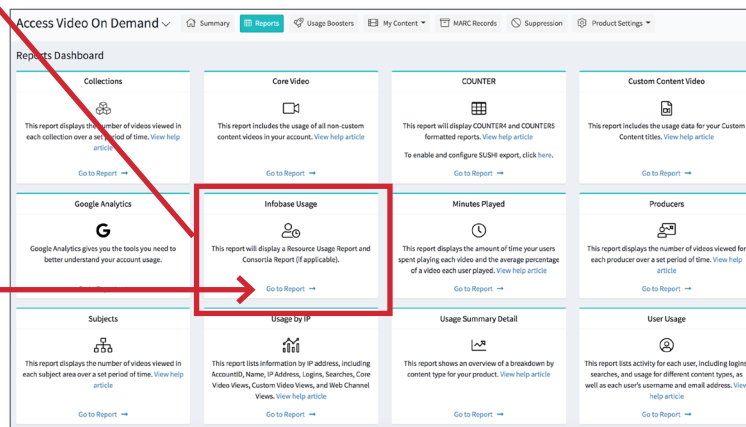 Access Video On Demand
Summary
Reports
Usage Boosters
My Content
MARC Records
Suppression
Product Settings
Reports Dashboard
Collections
This report displays the number of videos viewed in
each collection over a set period of time. View help
article
Go to Report →
Core Video
This report includes the usage of all non-custom
content videos in your account. View help article
Go to Report →
COUNTER
This report will display COUNTER4 and COUNTER5
formatted reports. View help article
To enable and configure SUSHI export, click here.
Go to Report →
Custom Content Video
This report includes the usage data for your Custom
Content titles. View help article
Go to Report →
Google Analytics
G
Google Analytics gives you the tools you need to
better understand your account usage.
Infobase Usage
This report will display a Resource Usage Report and
Consortia Report (if applicable).
Go to Report →
Minutes Played
This report displays the amount of time your users
spent playing each video and the average percentage
of a video each user played. View help article
Go to Report →
Producers
This report displays the number of videos viewed for
each producer over a set period of time. View help
article
Go to Report →
Subjects
This report displays the number of videos viewed in
each subject area over a set period of time. View help
article
Go to Report →
Usage by IP
This report lists information by IP address, including
AccountID, Name, IP Address, Logins, Searches, Core
Video Views, Custom Video Views, and Web Channel
Views. View help article
Go to Report →
Usage Summary Detail
This report shows an overview of a breakdown by
content type for your product. View help article
Go to Report →
User Usage
This report lists activity for each user, including logins
searches, and usage for different content types, as
well as each user's username and email address. View
help article
Go to Report →